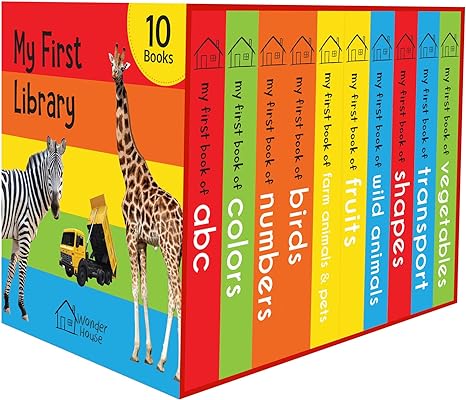 My First
Library
10
Books
Wonder
House
my first book of abc
my first book of colors
my first book of numbers
my first book of birds
my first book of farm animals & pets
my first book of fruits
my first book of wild animals
my first book of shapes
my first book of transport
my first book of vegetables